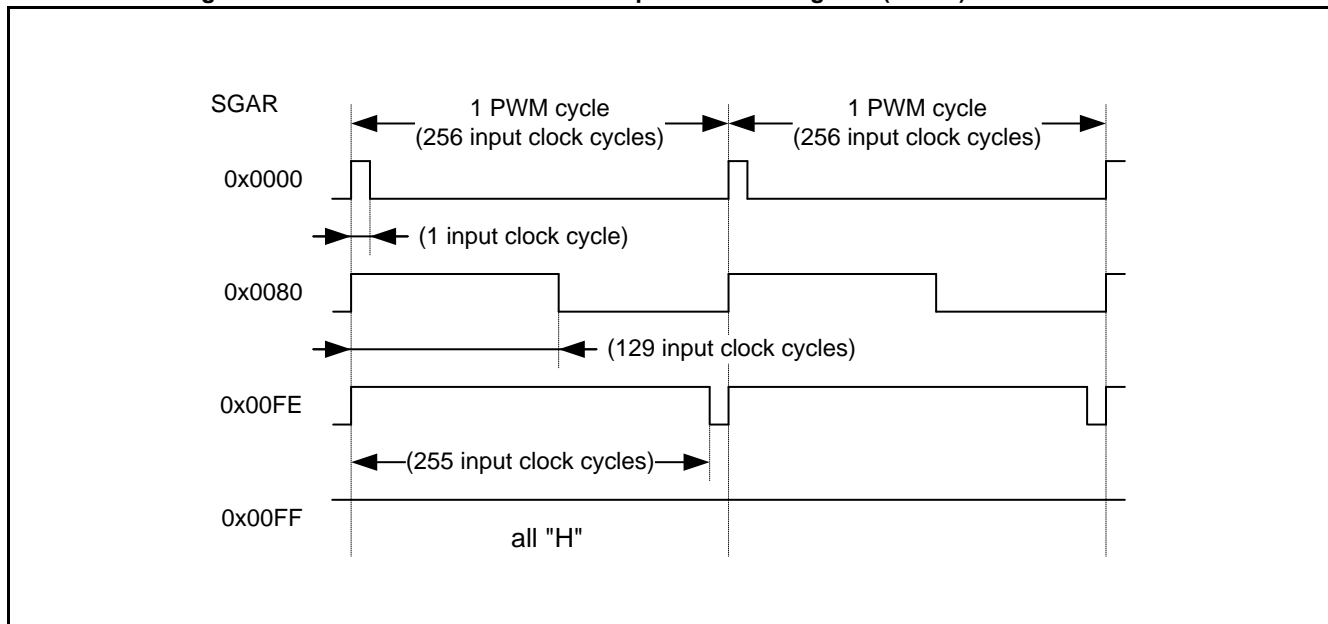 SGAR
1 PWM cycle
(256 input clock cycles)
1 PWM cycle
(256 input clock cycles)
0x0000
(1 input clock cycle)
0x0080
(129 input clock cycles)
0x00FE
(255 input clock cycles)
0x00FF
all "H"